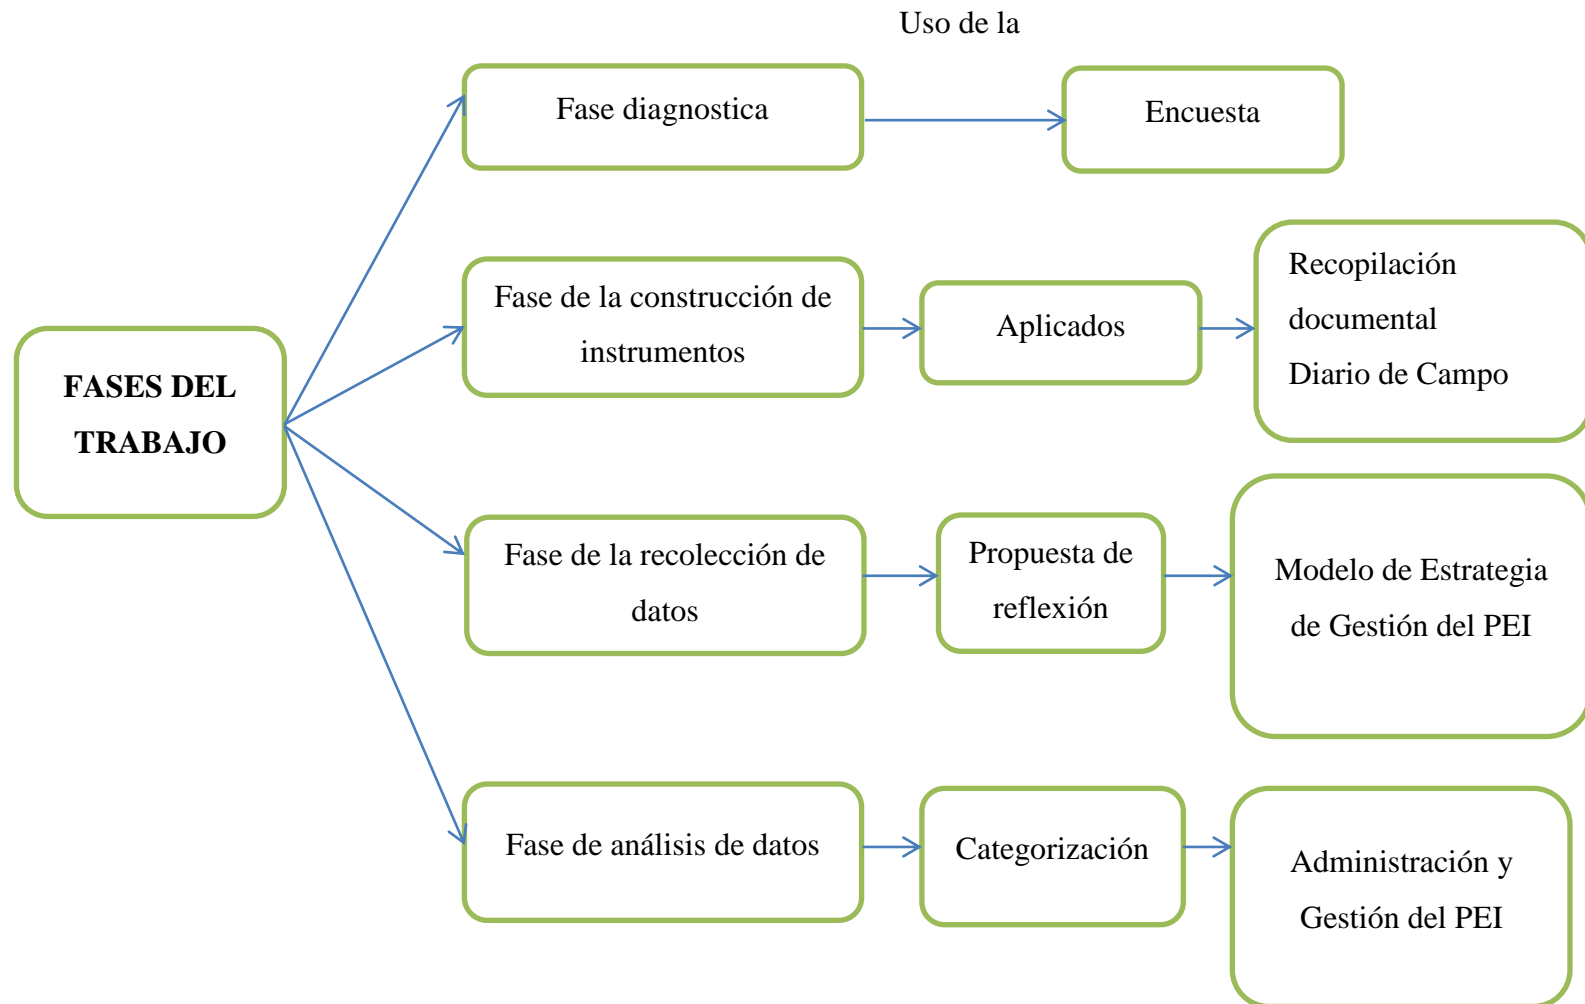 Uso de la
Fase diagnostica
Encuesta
Fase de la construcción de
instrumentos
Aplicados
Recopilación
documental
Diario de Campo
FASES DEL
TRABAJO
Fase de la recolección de
datos
Propuesta de
reflexión
Modelo de Estrategia
de Gestión del PEI
Fase de análisis de datos
Categorización
Administración y
Gestión del PEI